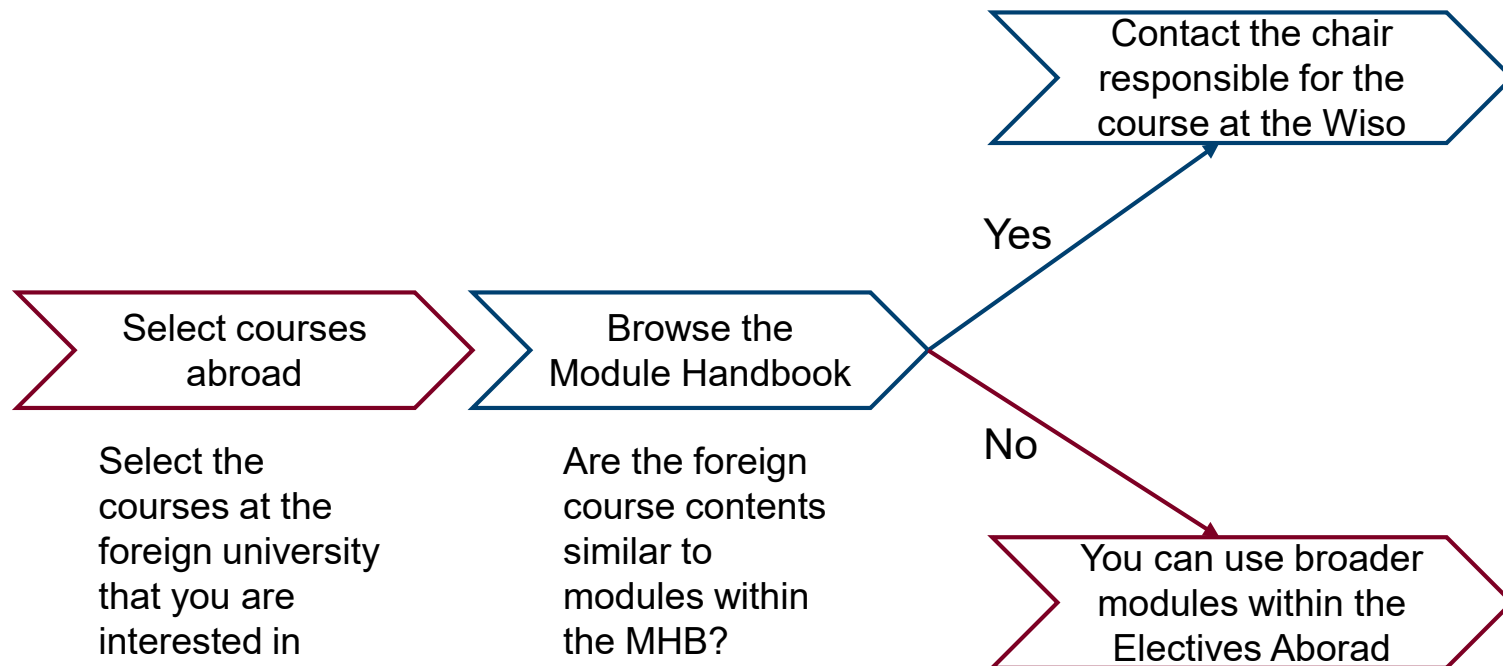 Contact the chair
responsible for the
course at the Wiso
Yes
Select courses
abroad
Browse the
Module Handbook
Select the
courses at the
foreign university
that you are
interested in
Are the foreign
course contents
similar to
modules within
the MHB?
No
You can use broader
modules within the
Electives Aborad